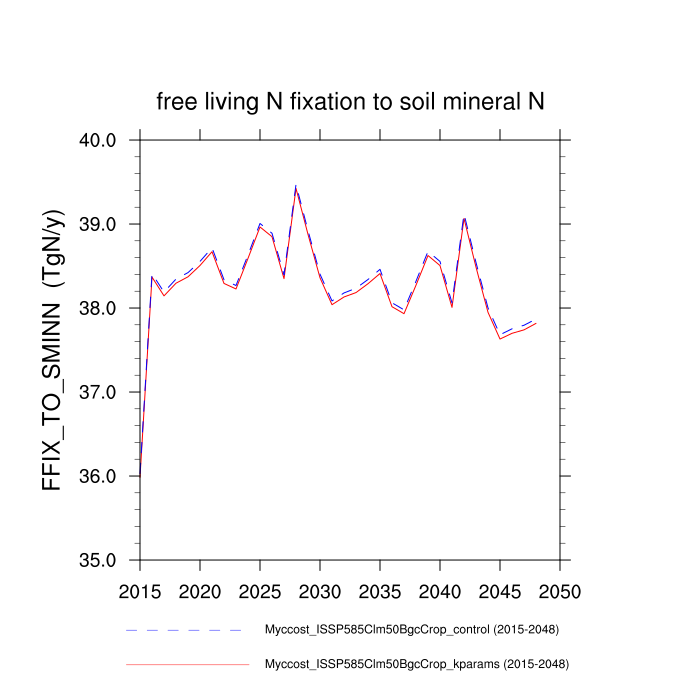 free living N fixation to soil mineral N
FFIX_TO_SMINN (TgN/y)
40.0
39.0
38.0
37.0
36.0
35.0
2015 2020 2025 2030 2035 2040 2045 2050
Myccost_ISSP585Clm50BgcCrop_control (2015-2048)
Myccost_ISSP585Clm50BgcCrop_kparams (2015-2048)